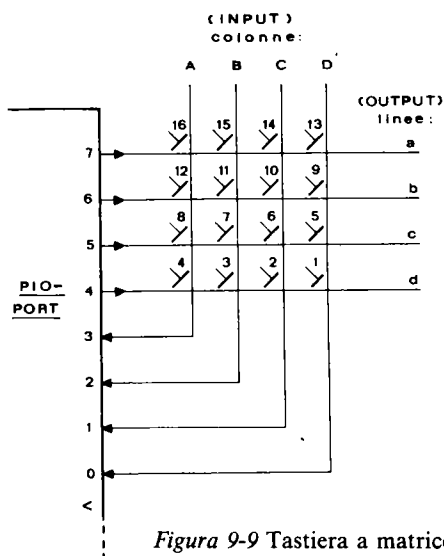 (INPUT)
colonne:
A B C D
(OUTPUT)
linee:
16 15 14 13
7 a
12 11 10 9
6 b
8 7 6 5
5 c
4 3 2 1
4 d
PIO-
PORT
3
2
1
0
<
Figura 9-9 Tastiera a matrice